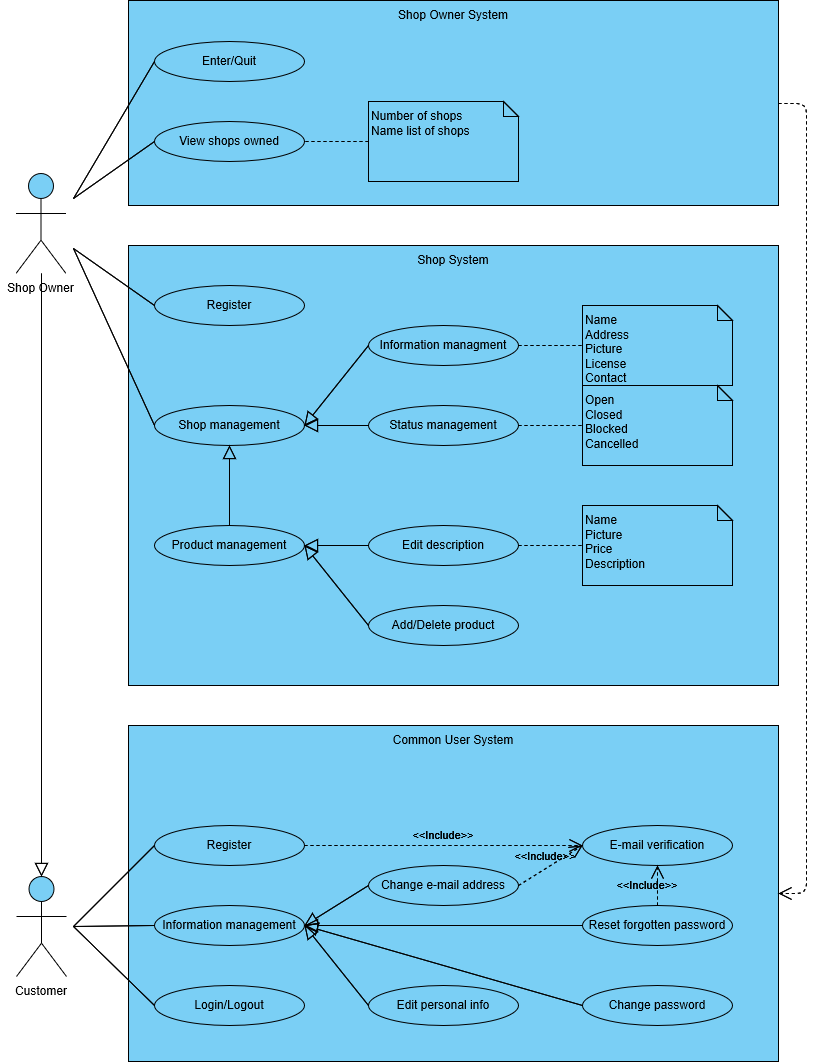 Shop Owner System
Enter/Quit
View shops owned
Number of shops
Name list of shops
Shop Owner
Shop System
Register
Information managment
Name
Address
Picture
License
Contact
Shop management
Status management
Open
Closed
Blocked
Cancelled
Product management
Edit description
Name
Picture
Price
Description
Add/Delete product
Common User System
Register
<<Include>>
E-mail verification
<<Include>>
Change e-mail address
<<Include>>
Information management
Reset forgotten password
Customer
Login/Logout
Edit personal info
Change password